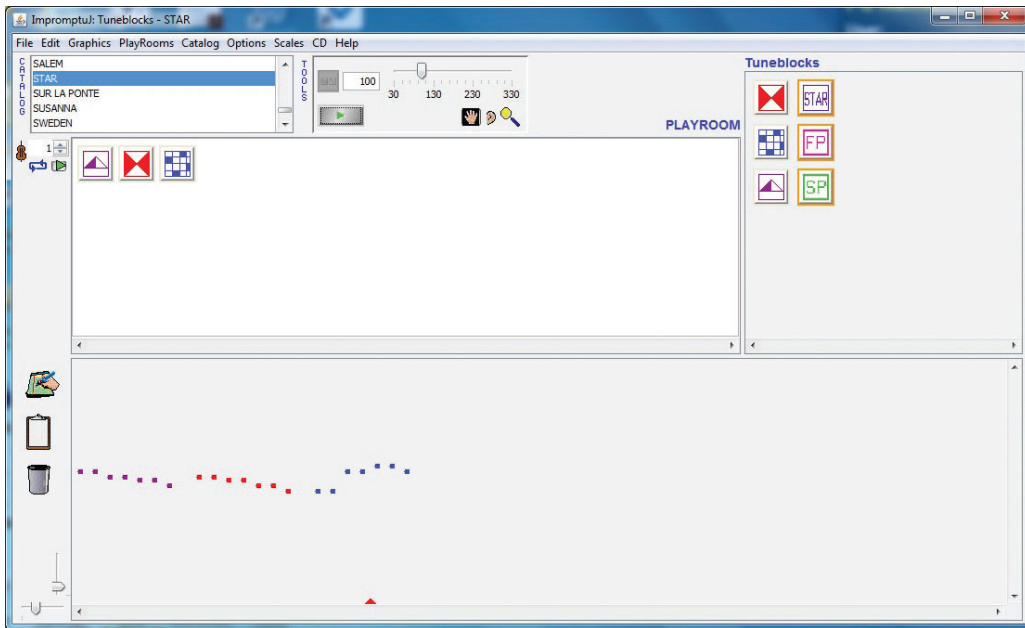 ImpromptuJ: Tuneblocks - STAR
File Edit Graphics PlayRooms Catalog Options Scales CD Help
CATALOG
SALEM
STAR
SUR LA PONTE
SUSANNA
SWEDEN
TOOLS
100
30 130 230 330
PLAYROOM
Tuneblocks
STAR
FP
SP
1